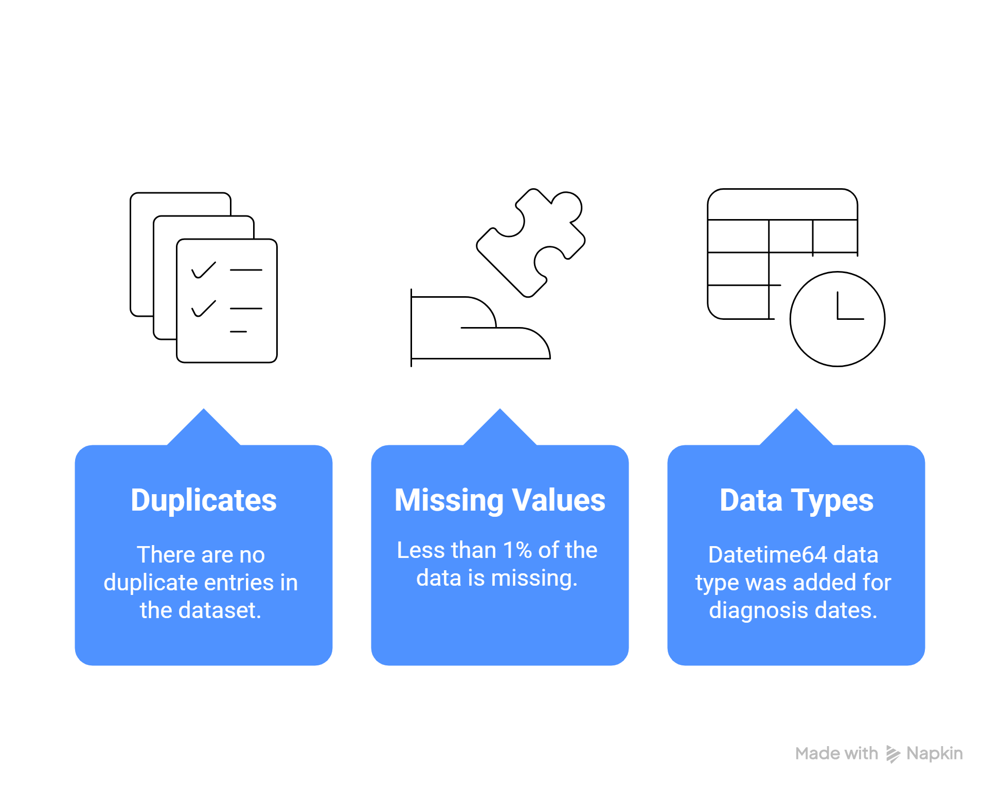 Duplicates
There are no
duplicate entries in
the dataset.
Missing Values
Less than 1% of the
data is missing.
Data Types
Datetime64 data
type was added for
diagnosis dates.
Made with Napkin